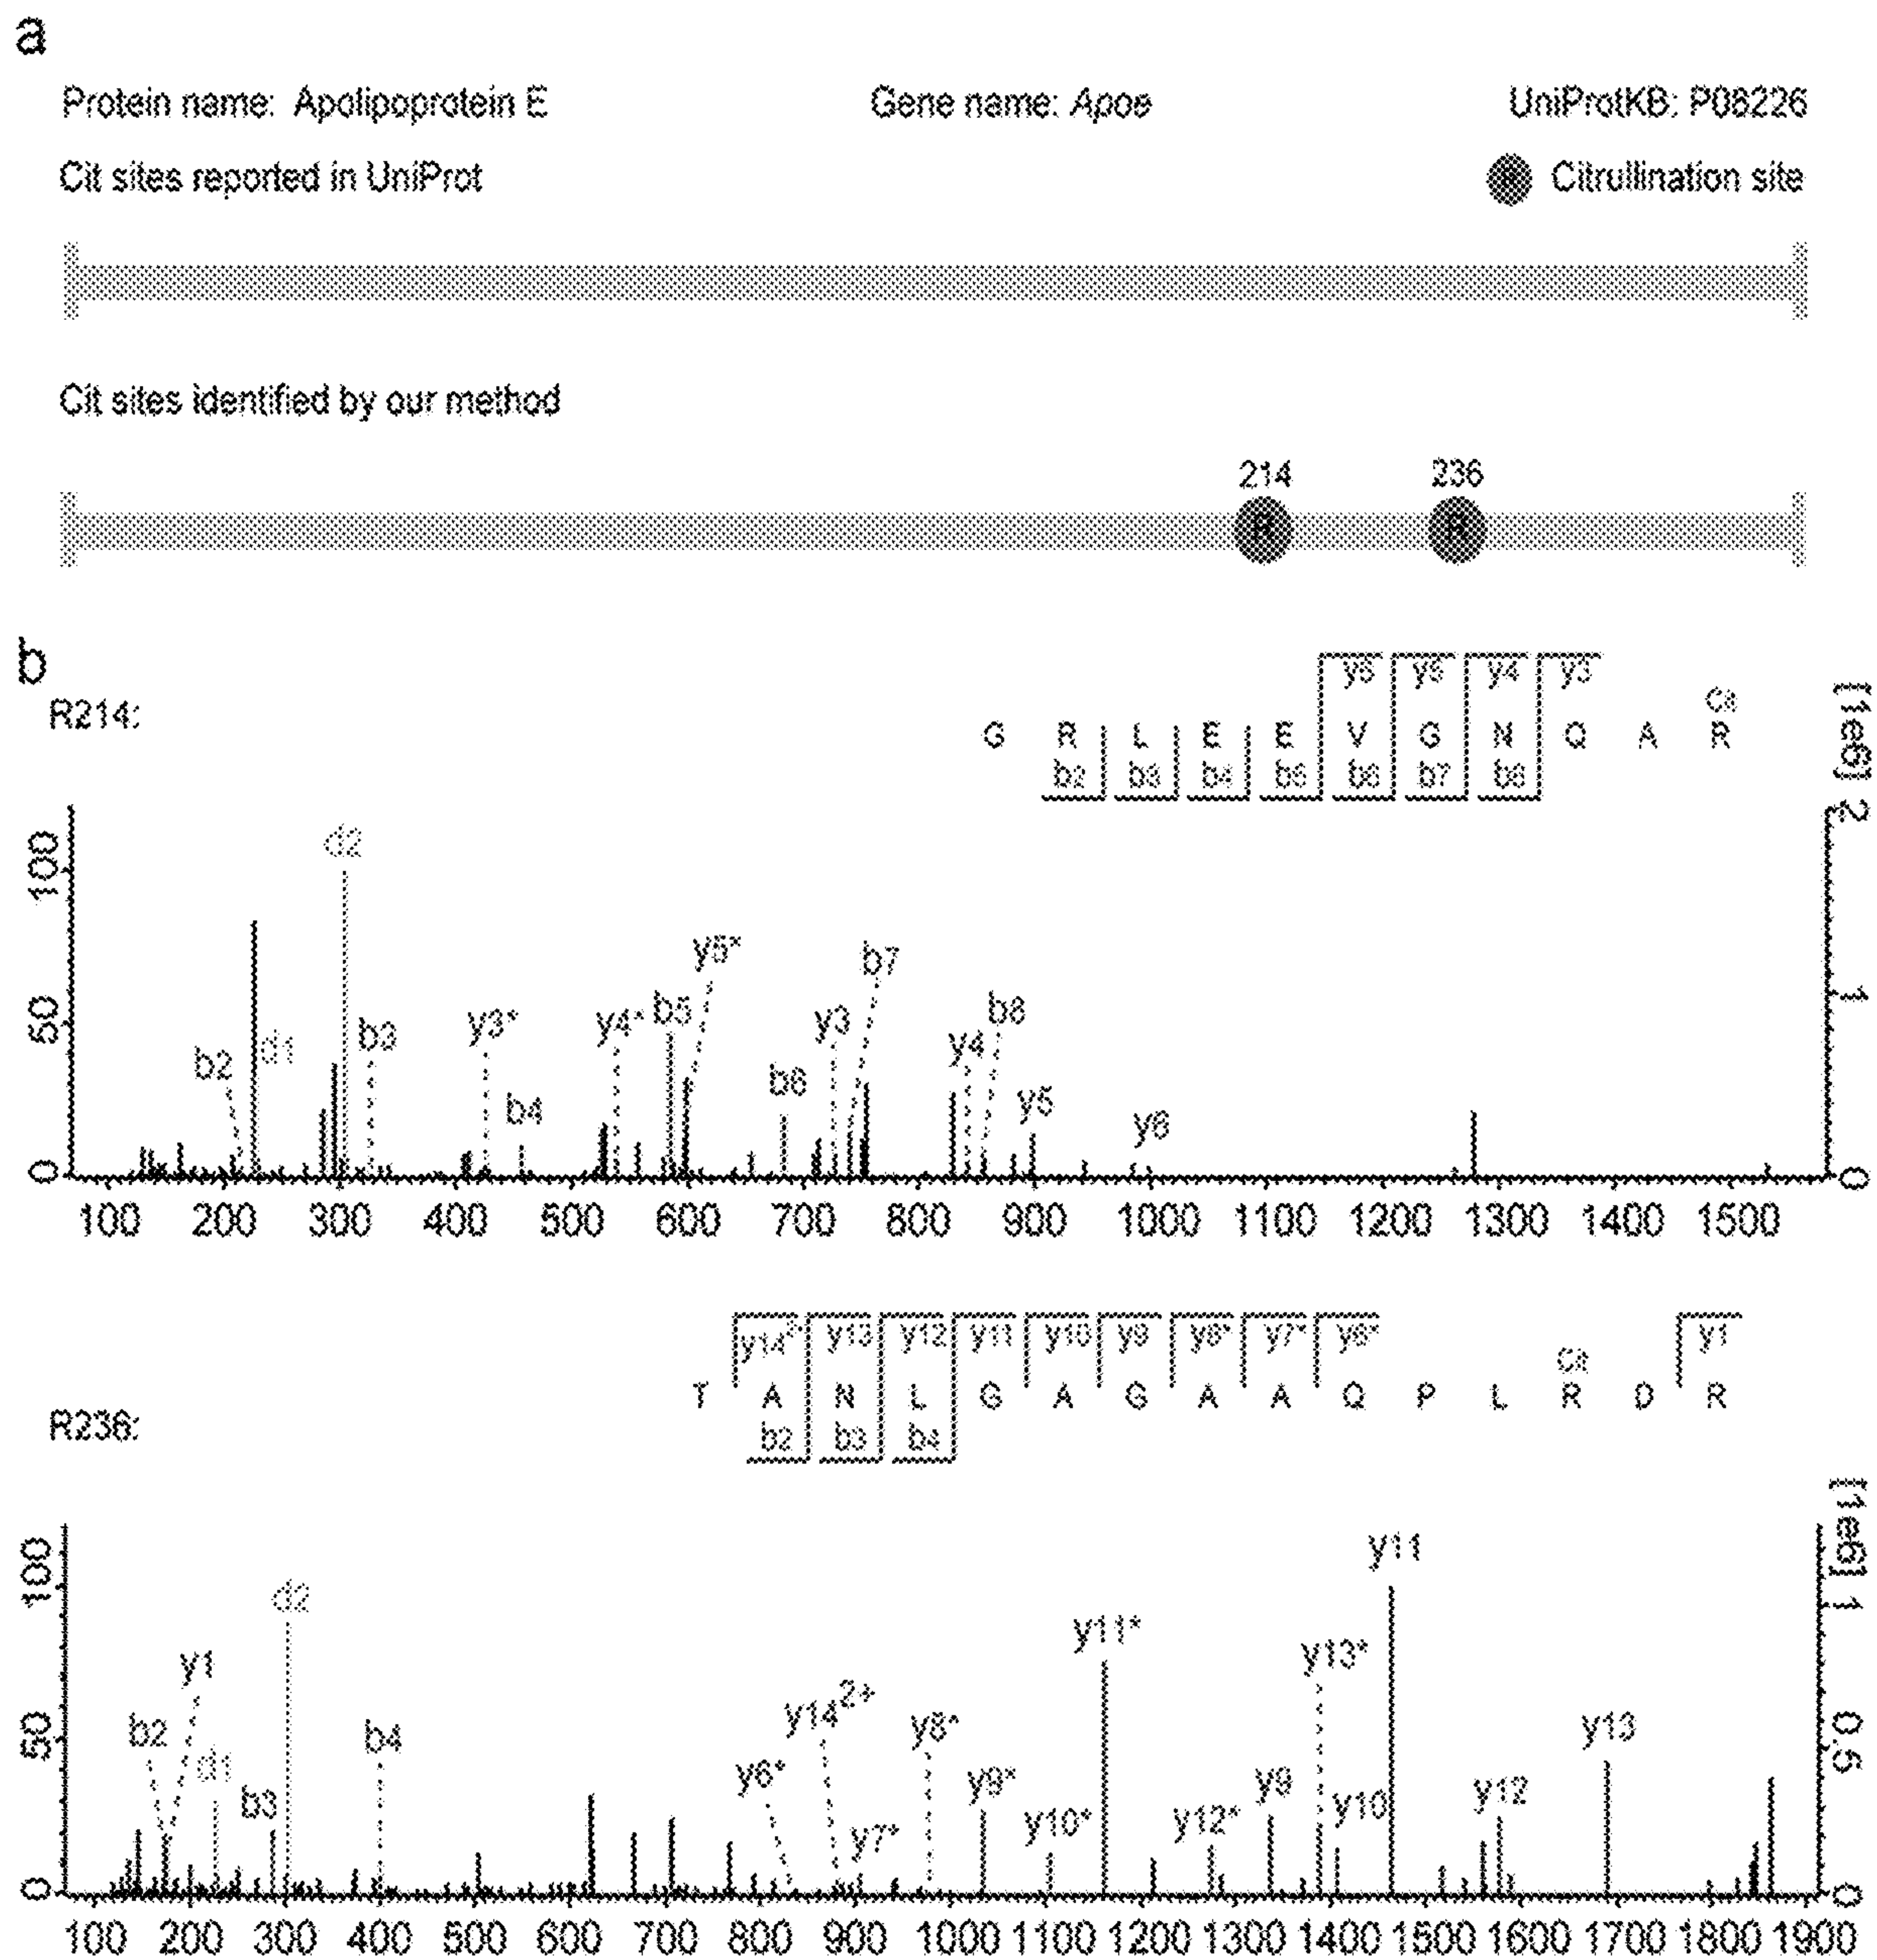 a
Protein name: Apolipoprotein E Gene name: Apoe UniProtKB: P08226
Cit sites reported in UniProt Citrullination site
Cit sites identified by our method
214 236
R R
b
R214:
y6 y5 y4 y3
Cit
G R L E E V G N Q A R
b2 b3 b4 b5 b6 b7 b8
[1e6]
100
50
0
2
1
0
d2
b2
d1
b3
y3*
b4
y4*
b5
y5*
b6
y3
b7
y4
b8
y5
y6
100 200 300 400 500 600 700 800 900 1000 1100 1200 1300 1400 1500
y14²⁺ y13 y12 y11 y10 y9 y8* y7* y6* y1
Cit
T A N L G A G A A Q P L R D R
b2 b3 b4
R236:
[1e6]
100
50
0
1
0.5
0
b2
y1
d1
b3
d2
b4
y6*
y14²⁺
y7*
y8*
y9*
y10*
y11*
y12*
y9
y13*
y10
y11
y12
y13
100 200 300 400 500 600 700 800 900 1000 1100 1200 1300 1400 1500 1600 1700 1800 1900